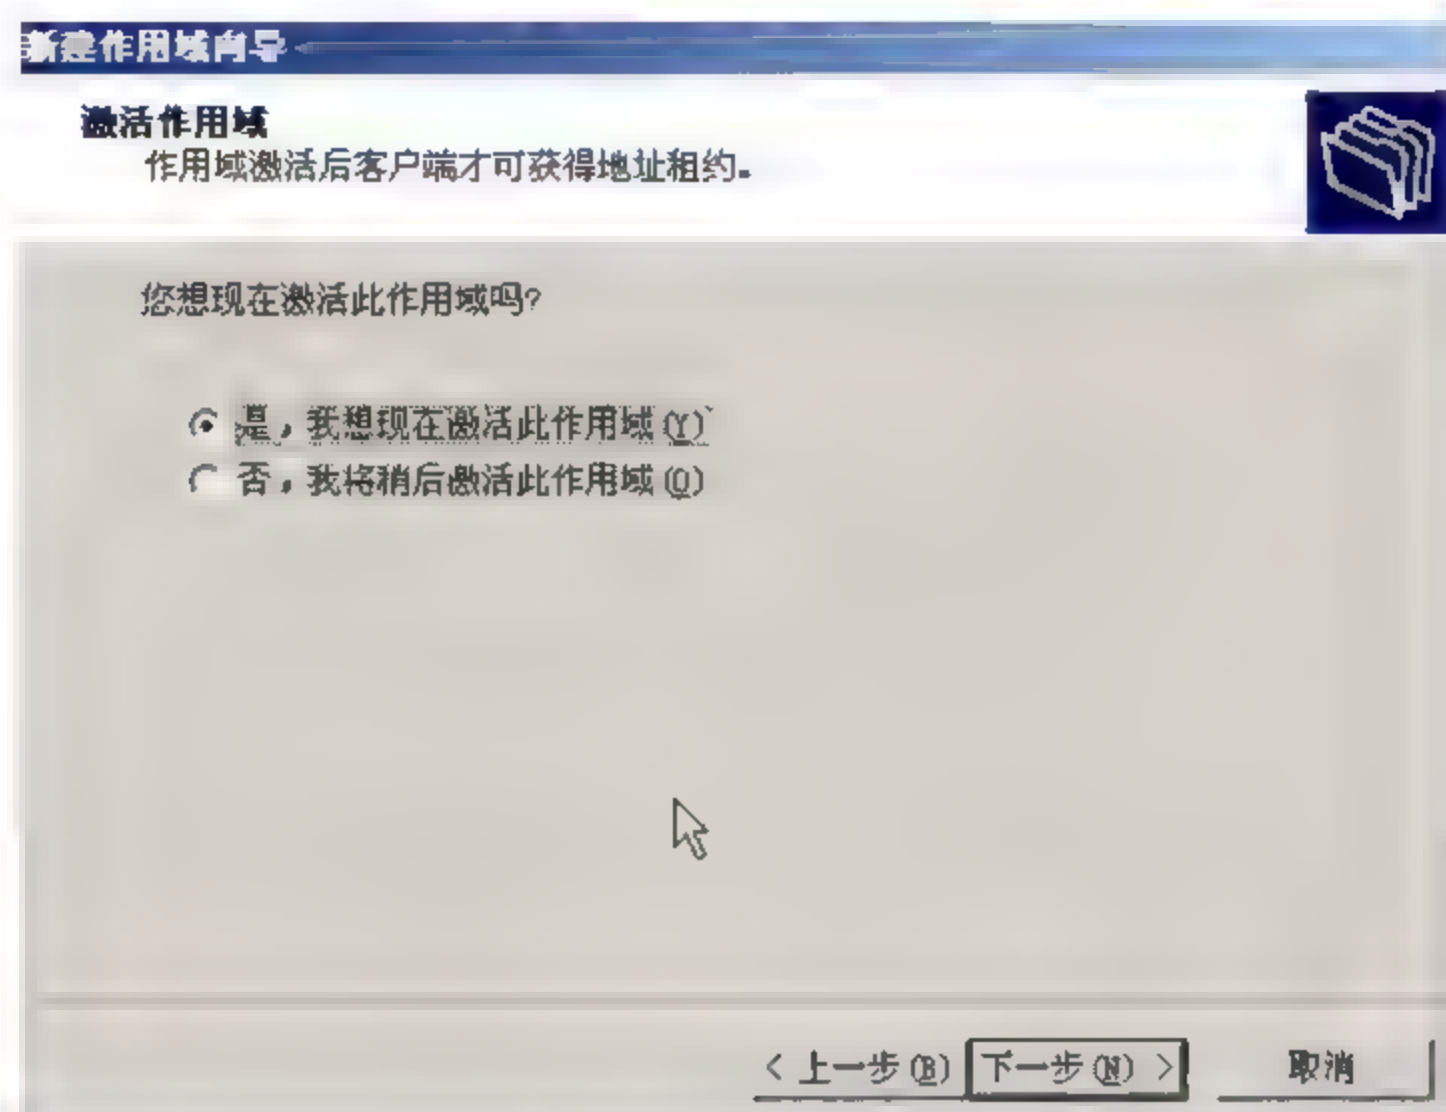 新建作用域向导
激活作用域
作用域激活后客户端才可获得地址租约。
您想现在激活此作用域吗?
是，我想现在激活此作用域(Y)
否，我将稍后激活此作用域(O)
< 上一步(B) 下一步(N) > 取消